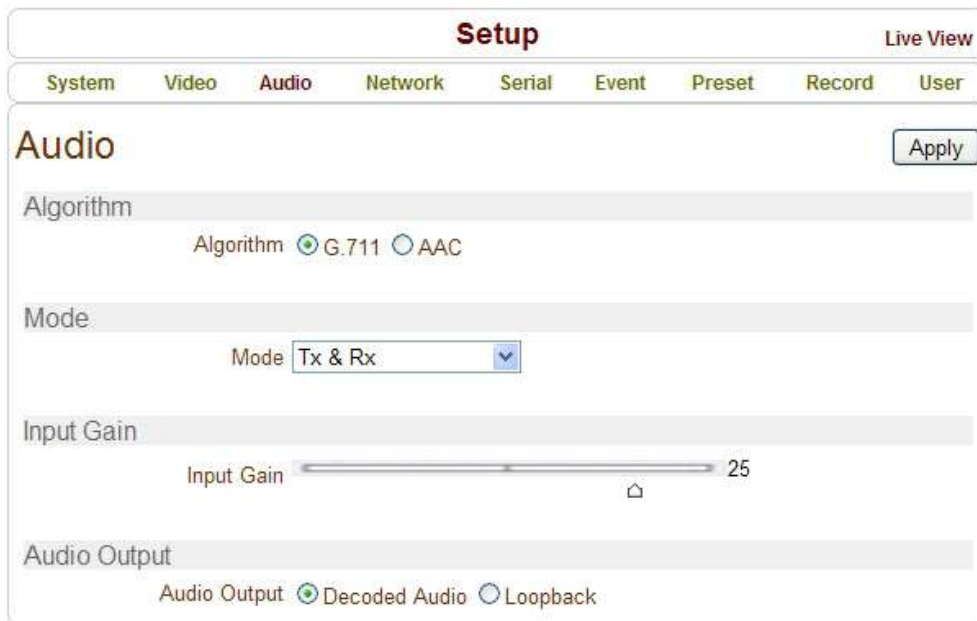 Setup
Live View
System Video Audio Network Serial Event Preset Record User
Audio
Apply
Algorithm
Algorithm G.711 AAC
Mode
Mode Tx & Rx
Input Gain
Input Gain 25
Audio Output
Audio Output Decoded Audio Loopback